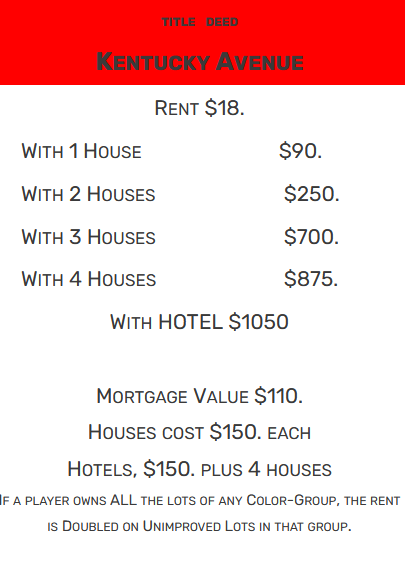 TITLE DEED
KENTUCKY AVENUE
RENT $18.
WITH 1 HOUSE $90.
WITH 2 HOUSES $250.
WITH 3 HOUSES $700.
WITH 4 HOUSES $875.
WITH HOTEL $1050
MORTGAGE VALUE $110.
HOUSES COST $150. EACH
HOTELS, $150. PLUS 4 HOUSES
IF A PLAYER OWNS ALL THE LOTS OF ANY COLOR-GROUP, THE RENT
IS DOUBLED ON UNIMPROVED LOTS IN THAT GROUP.